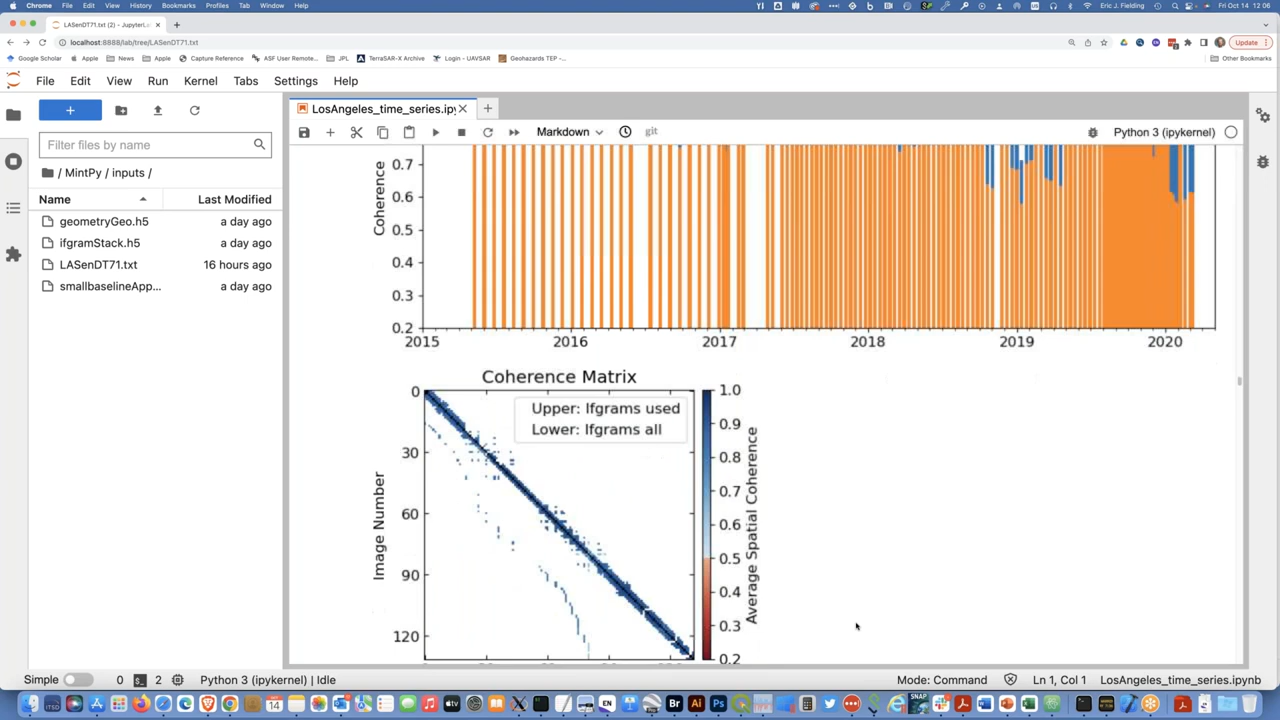 Chrome File Edit View History Bookmarks Profiles Tab Window Help Eric J. Fielding Fri Oct 14 12 06
LASenDT71.txt (2) - JupyterL
localhost:8888/lab/tree/LASenDT71.txt Update
Google Scholar Apple News Apple Capture Reference ASF User Remote... JPL TerraSAR-X Archive Login - UAVSAR Geohazards TEP -... Other Bookmarks
File Edit View Run Kernel Tabs Settings Help
LosAngeles_time_series.ipy
Filter files by name
Markdown git Python 3 (ipykernel)
/ MintPy / inputs /
Name Last Modified
geometryGeo.h5 a day ago
ifgramStack.h5 a day ago
LASenDT71.txt 16 hours ago
smallbaselineApp... a day ago
Coherence
0.7
0.6
0.5
0.4
0.3
0.2
2015 2016 2017 2018 2019 2020
Coherence Matrix
Upper: Ifgrams used
Lower: Ifgrams all
Image Number
0
30
60
90
120
1.0
0.9
0.8
0.7
0.6
0.5
0.4
0.3
0.2
Average Spatial Coherence
Simple 0 2 Python 3 (ipykernel) | Idle Mode: Command Ln 1, Col 1 LosAngeles_time_series.ipynb